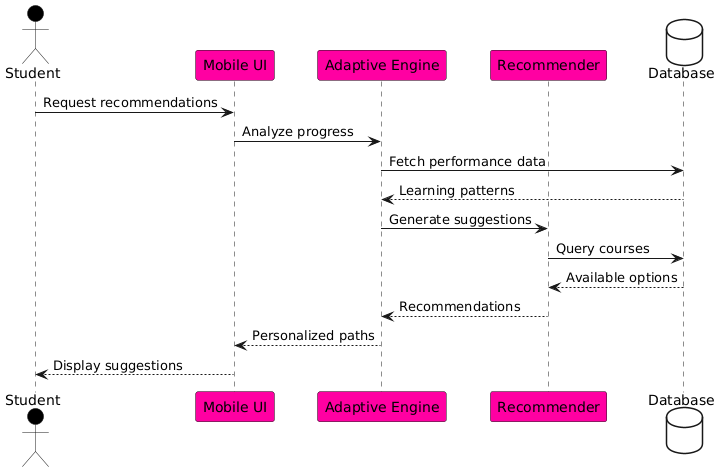 Student
Mobile UI
Adaptive Engine
Recommender
Database
Request recommendations
Analyze progress
Fetch performance data
Learning patterns
Generate suggestions
Query courses
Available options
Recommendations
Personalized paths
Display suggestions
Student
Mobile UI
Adaptive Engine
Recommender
Database